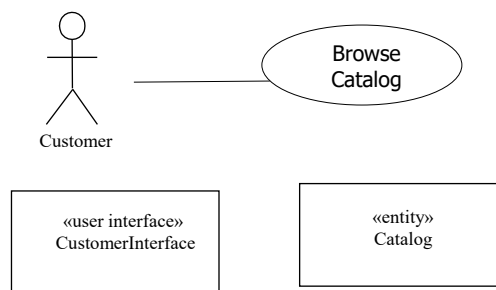 Browse
Catalog
Customer
«user interface»
CustomerInterface
«entity»
Catalog